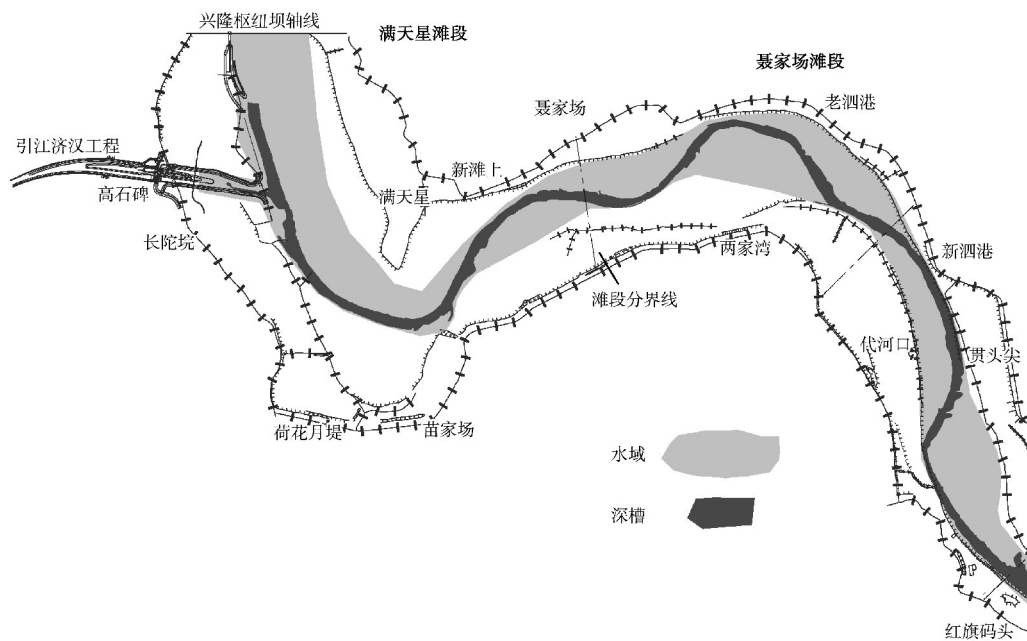 兴隆枢纽坝轴线
满天星滩段
聂家场滩段
聂家场
老泗港
引江济汉工程
新滩上
高石碑
满天星
长陀垸
两家湾
新泗港
滩段分界线
代河口
贯头尖
荷花月堤
苗家场
水域
深槽
红旗码头